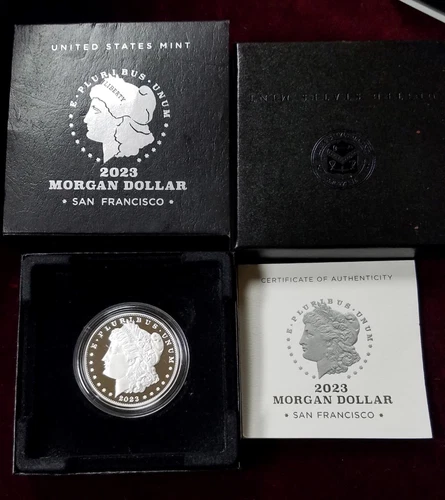 UNITED STATES MINT
E·PLURIBUS·UNUM
LIBERTY
2023
MORGAN DOLLAR
• SAN FRANCISCO •
E·PLURIBUS·UNUM
2023
CERTIFICATE OF AUTHENTICITY
E·PLURIBUS·UNUM
2023
MORGAN DOLLAR
• SAN FRANCISCO •